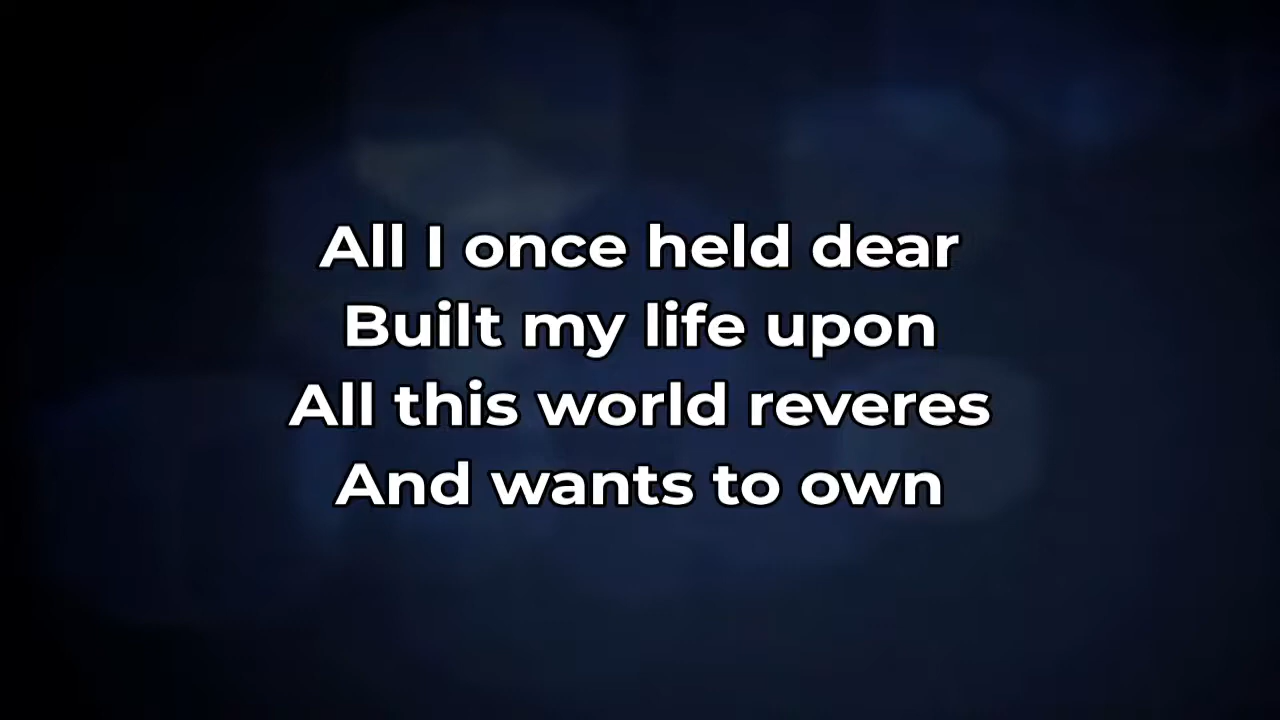 All I once held dear
Built my life upon
All this world reveres
And wants to own